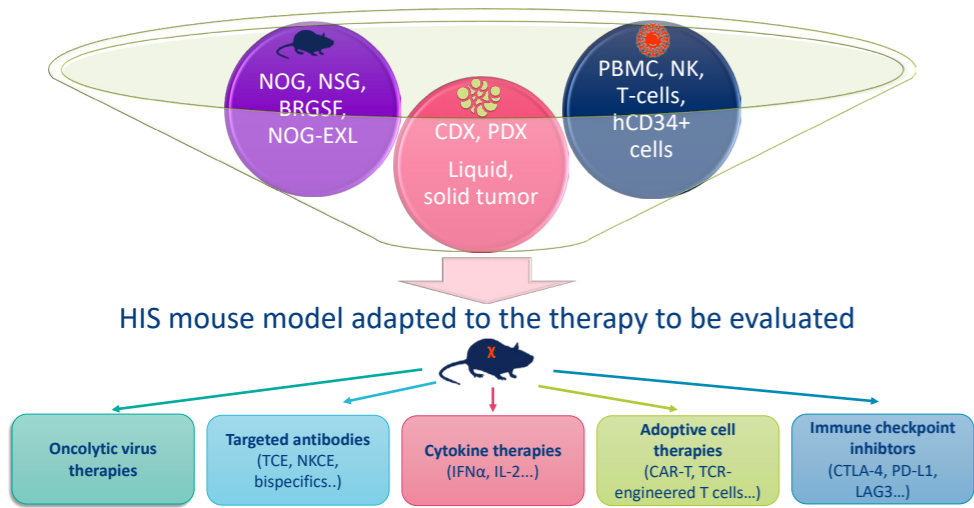 NOG, NSG,
BRGSF,
NOG-EXL
CDX, PDX
Liquid,
solid tumor
PBMC, NK,
T-cells,
hCD34+
cells
HIS mouse model adapted to the therapy to be evaluated
χ
Oncolytic virus
therapies
Targeted antibodies
(TCE, NKCE,
bispecifics..)
Cytokine therapies
(IFNα, IL-2...)
Adoptive cell
therapies
(CAR-T, TCR-
engineered T cells...)
Immune checkpoint
inhibtors
(CTLA-4, PD-L1,
LAG3...)